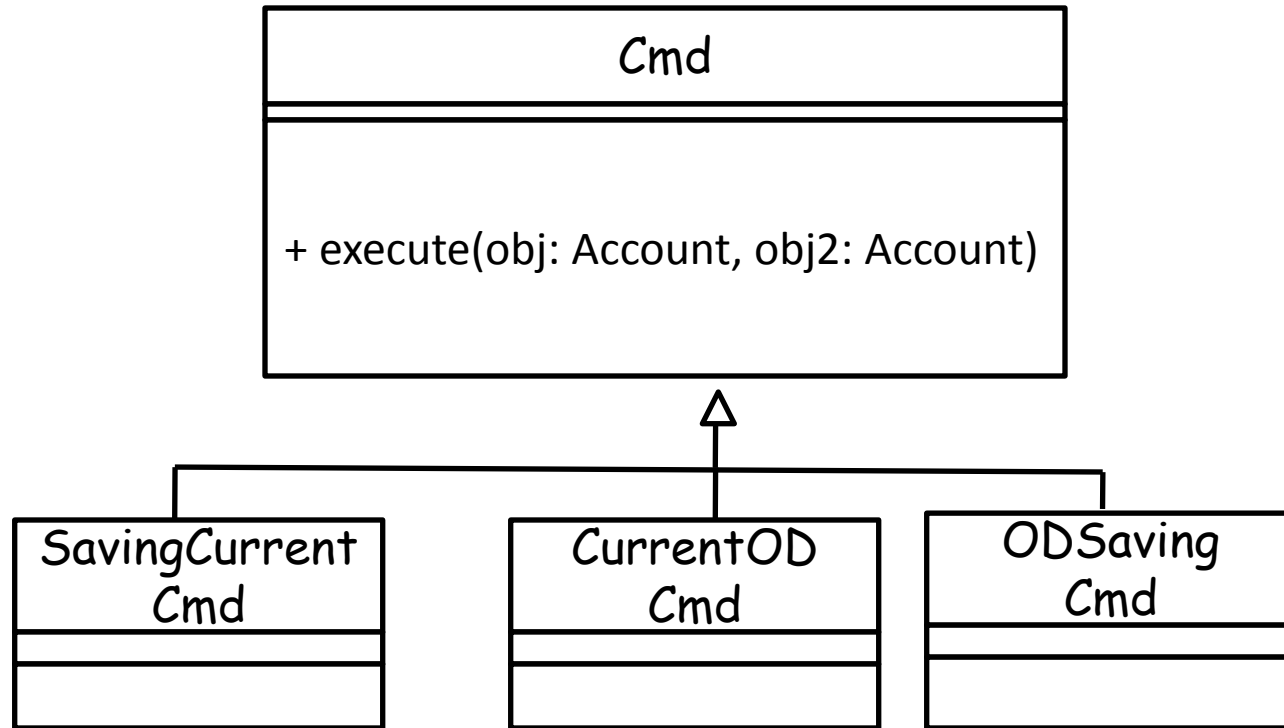 Cmd
+ execute(obj: Account, obj2: Account)
SavingCurrent
Cmd
CurrentOD
Cmd
ODSaving
Cmd